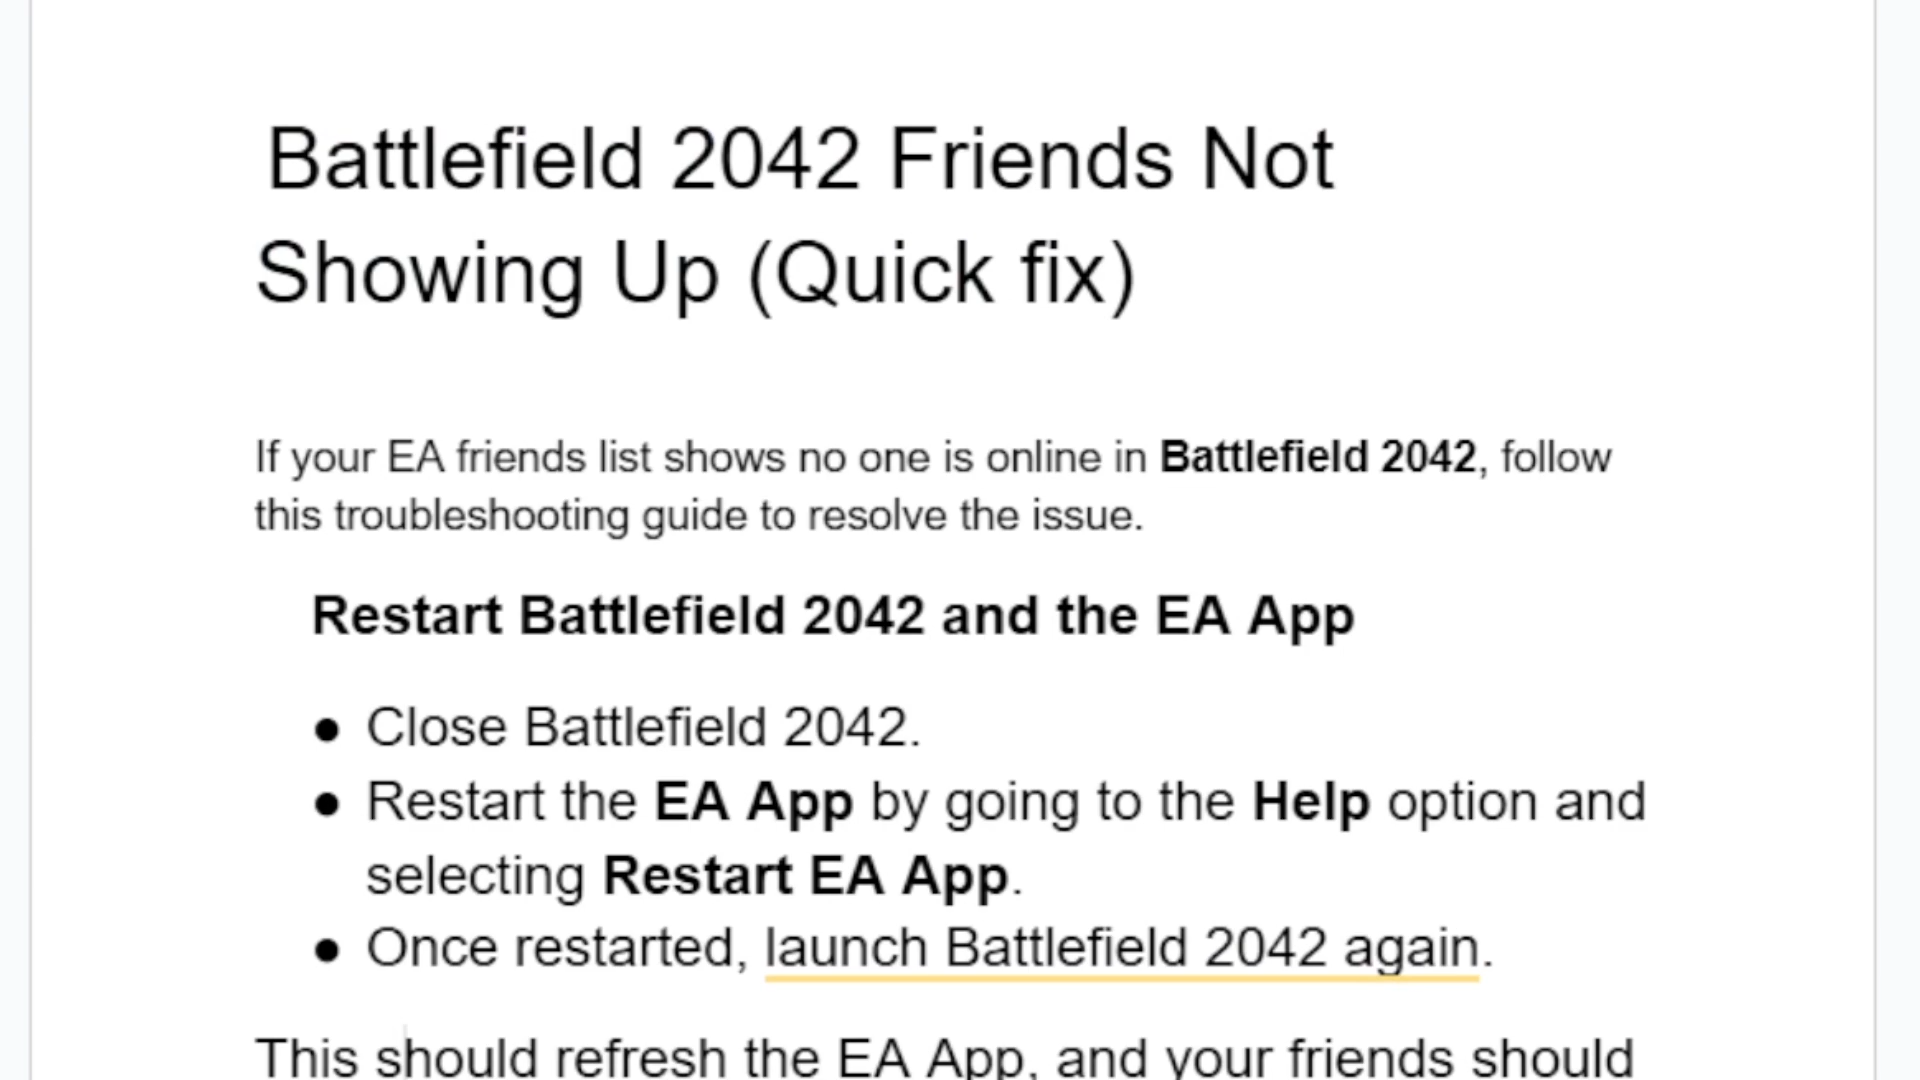 Battlefield 2042 Friends Not
Showing Up (Quick fix)
If your EA friends list shows no one is online in Battlefield 2042, follow
this troubleshooting guide to resolve the issue.
Restart Battlefield 2042 and the EA App
● Close Battlefield 2042.
● Restart the EA App by going to the Help option and
selecting Restart EA App.
● Once restarted, launch Battlefield 2042 again.
This should refresh the EA App, and your friends should